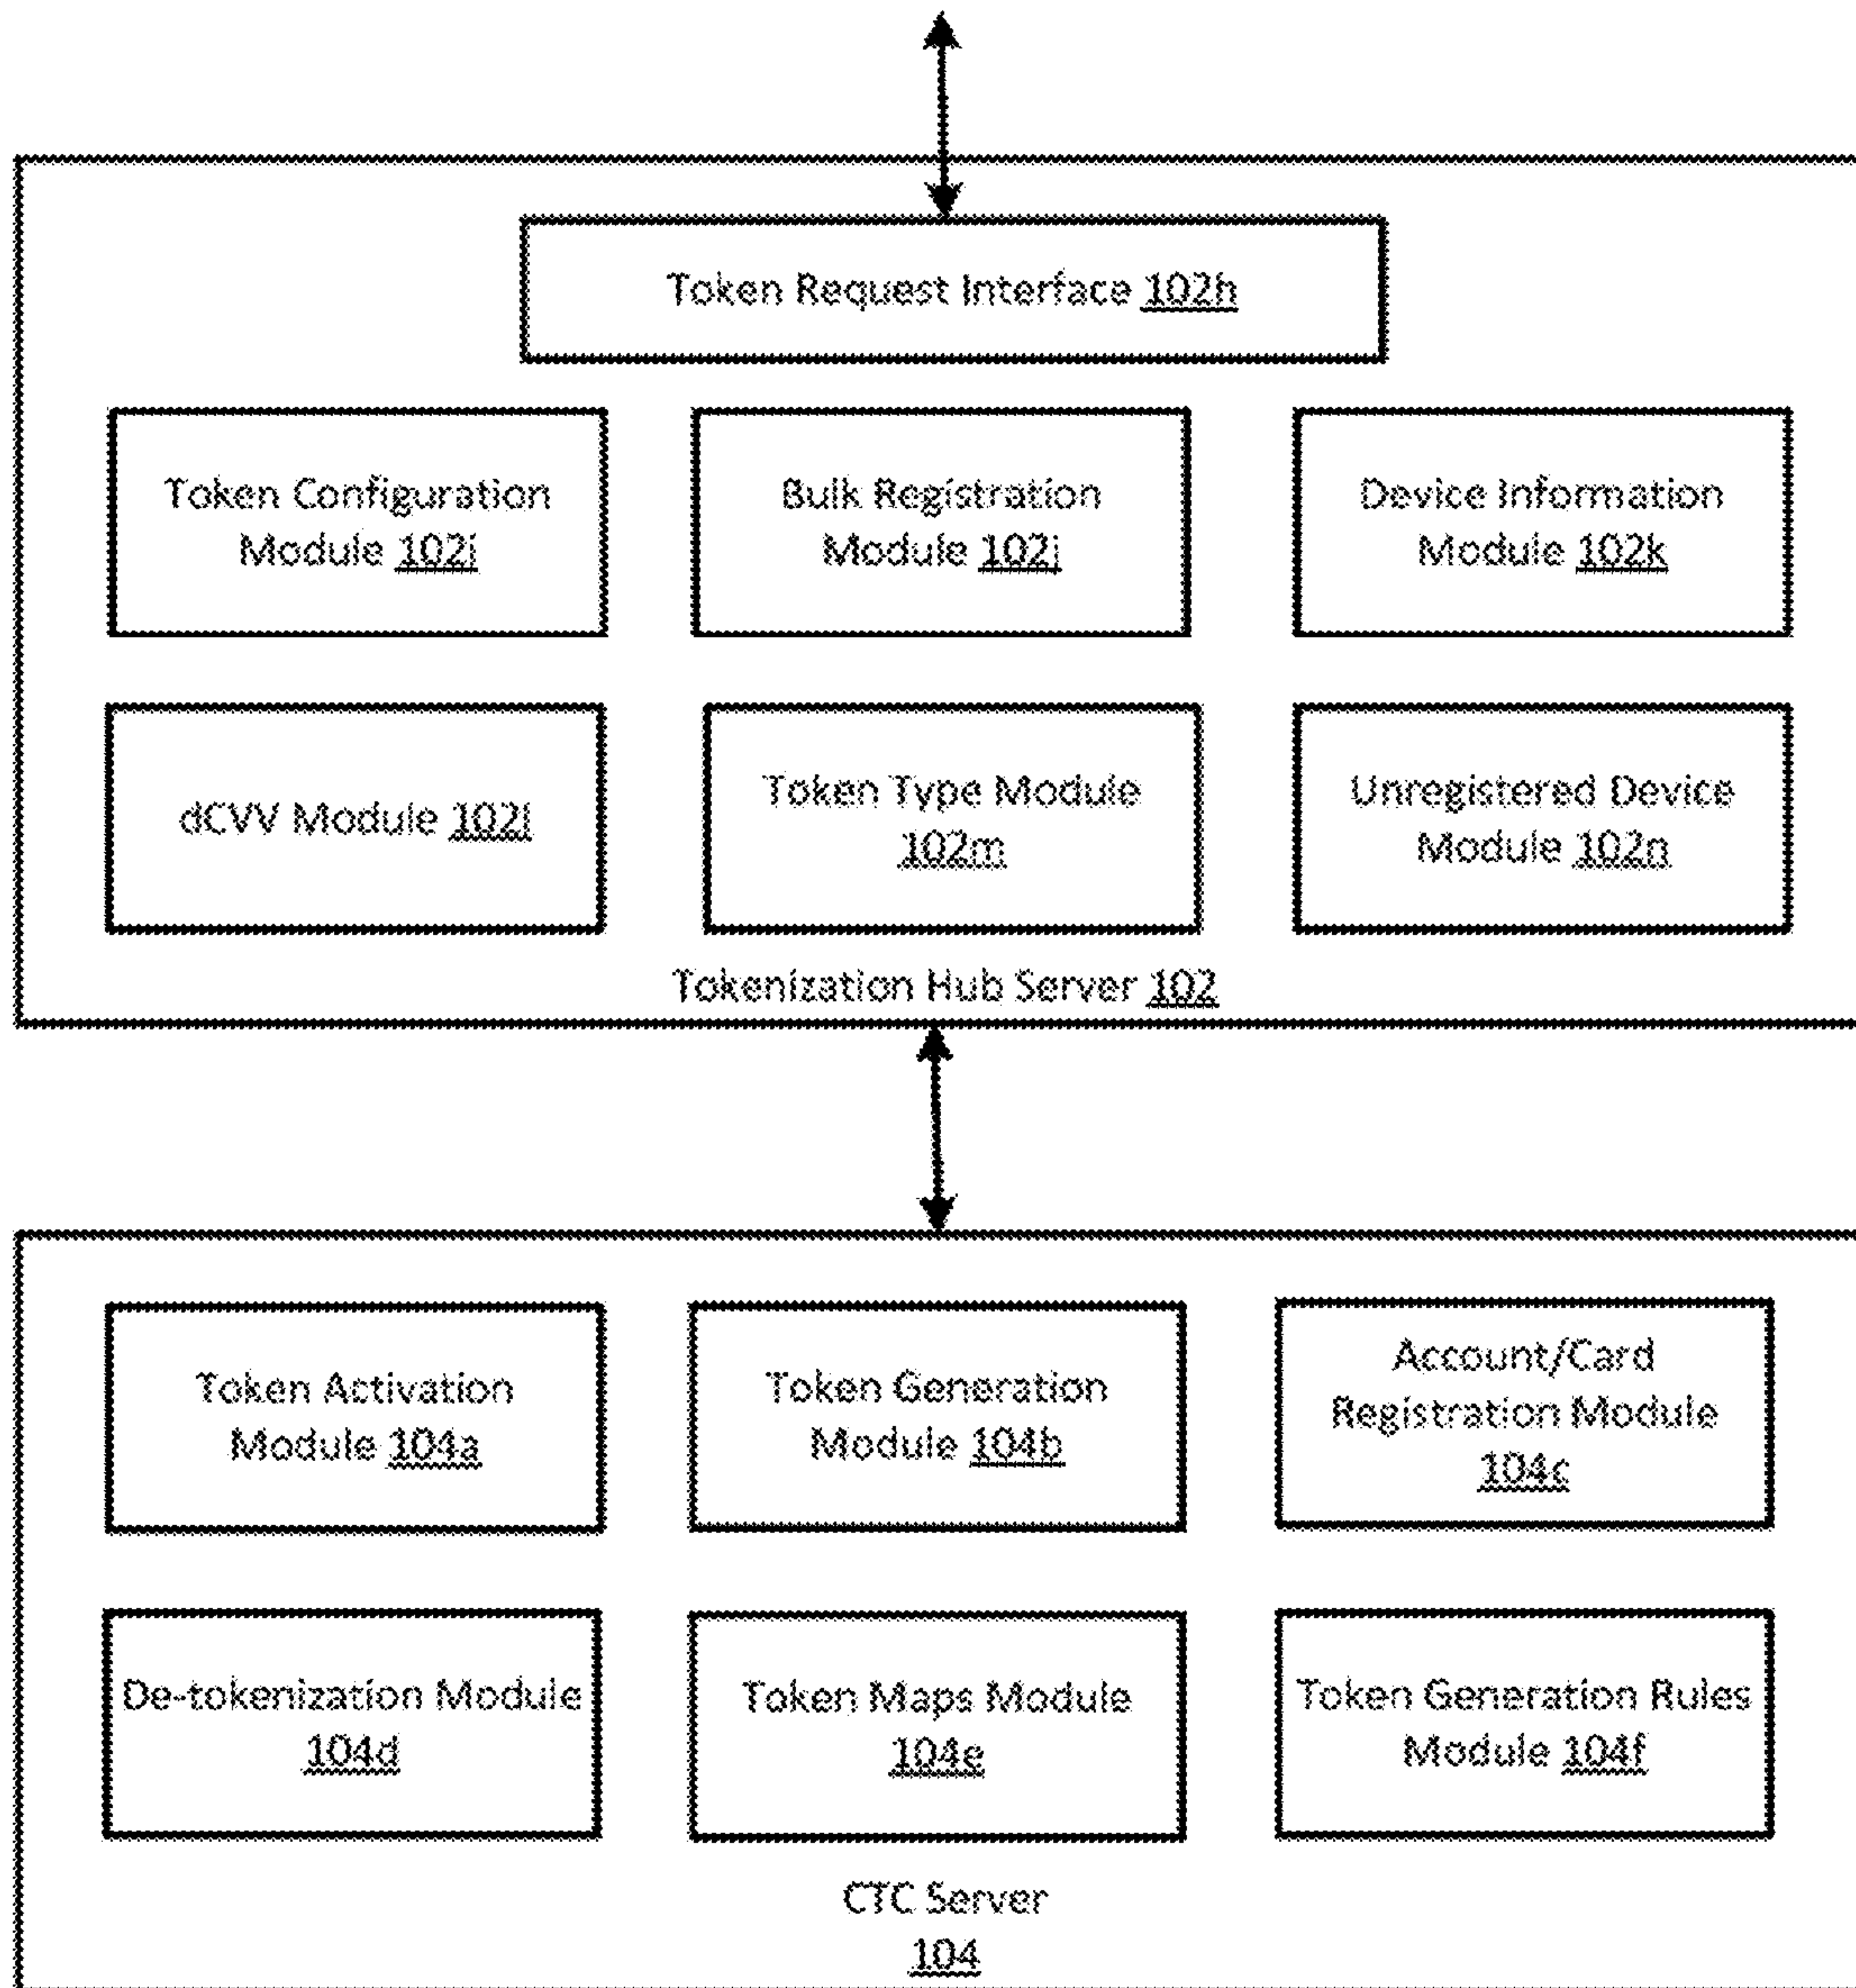 Token Request Interface 102h
Token Configuration
Module 102i
Bulk Registration
Module 102j
Device Information
Module 102k
dCVV Module 102l
Token Type Module
102m
Unregistered Device
Module 102n
Tokenization Hub Server 102
Token Activation
Module 104a
Token Generation
Module 104b
Account/Card
Registration Module
104c
De-tokenization Module
104d
Token Maps Module
104e
Token Generation Rules
Module 104f
CTC Server
104